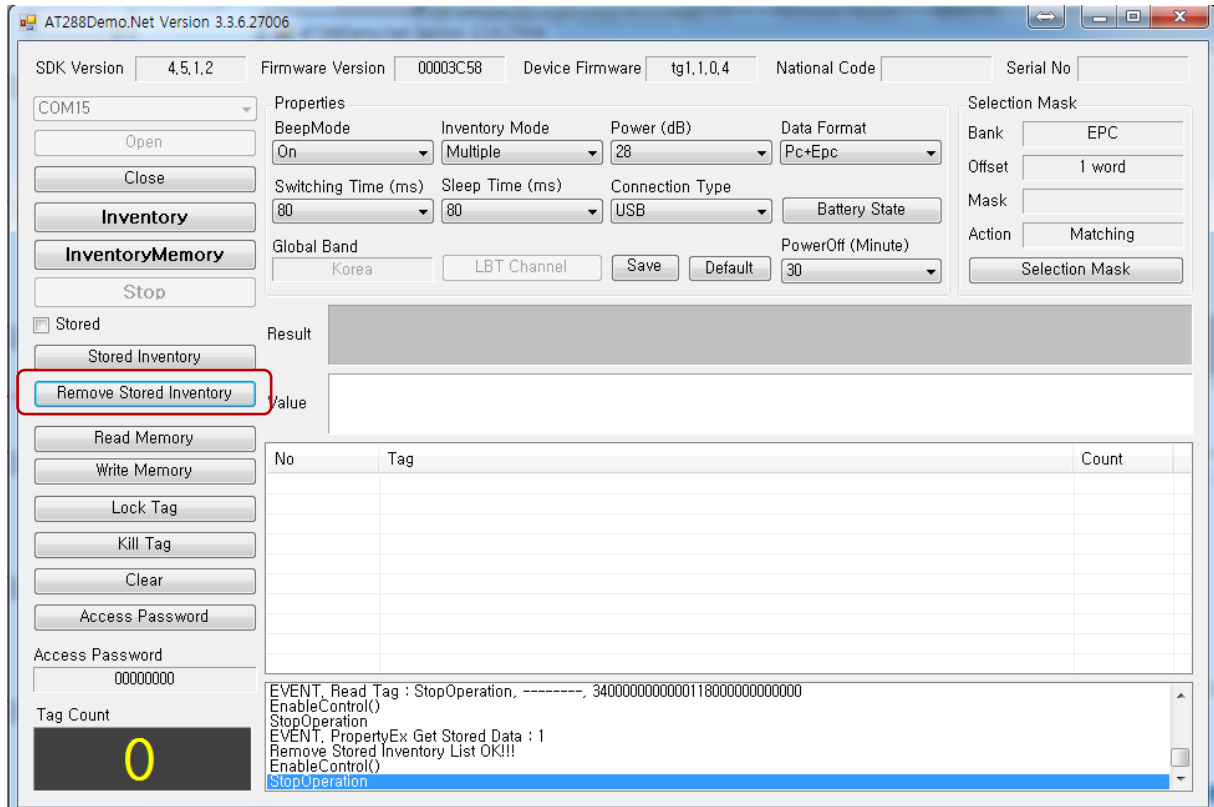 AT288Demo.Net Version 3.3.6.27006
SDK Version 4,5,1,2 Firmware Version 00003C58 Device Firmware tg1,1,0,4 National Code Serial No
COM15
Open
Close
Inventory
InventoryMemory
Stop
Stored
Stored Inventory
Remove Stored Inventory
Read Memory
Write Memory
Lock Tag
Kill Tag
Clear
Access Password
Access Password
00000000
Tag Count
0
Properties
BeepMode Inventory Mode Power (dB) Data Format
On Multiple 28 Pc+Epc
Switching Time (ms) Sleep Time (ms) Connection Type
80 80 USB Battery State
Global Band PowerOff (Minute)
Korea LBT Channel Save Default 30
Selection Mask
Bank EPC
Offset 1 word
Mask
Action Matching
Selection Mask
Result
Value
No Tag Count
EVENT, Read Tag : StopOperation, --------, 3400000000000118000000000000
EnableControl()
StopOperation
EVENT, PropertyEx Get Stored Data : 1
Remove Stored Inventory List OK!!!
EnableControl()
StopOperation